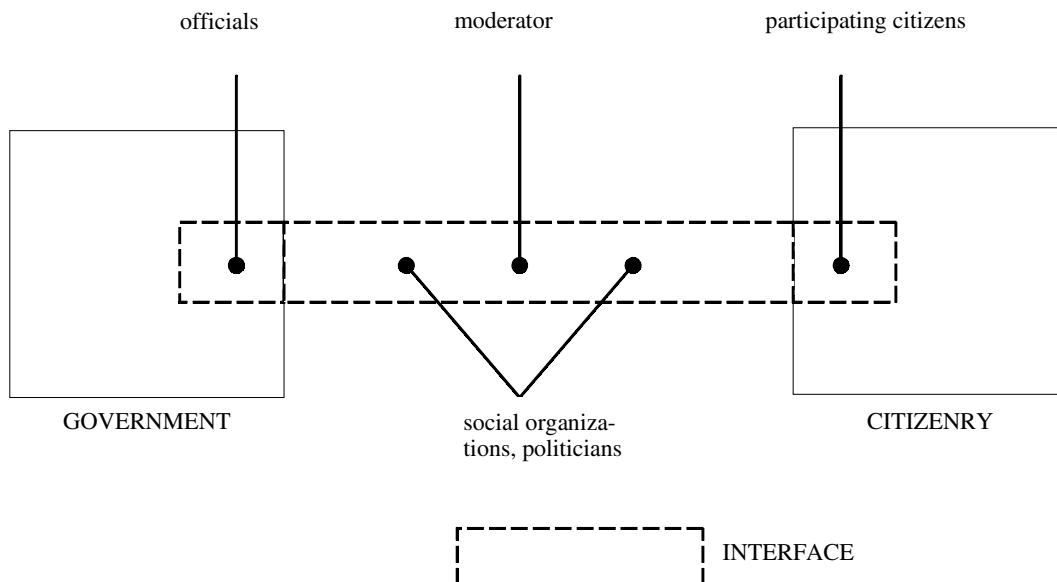 officials
moderator
participating citizens
GOVERNMENT
social organiza-
tions, politicians
CITIZENRY
INTERFACE